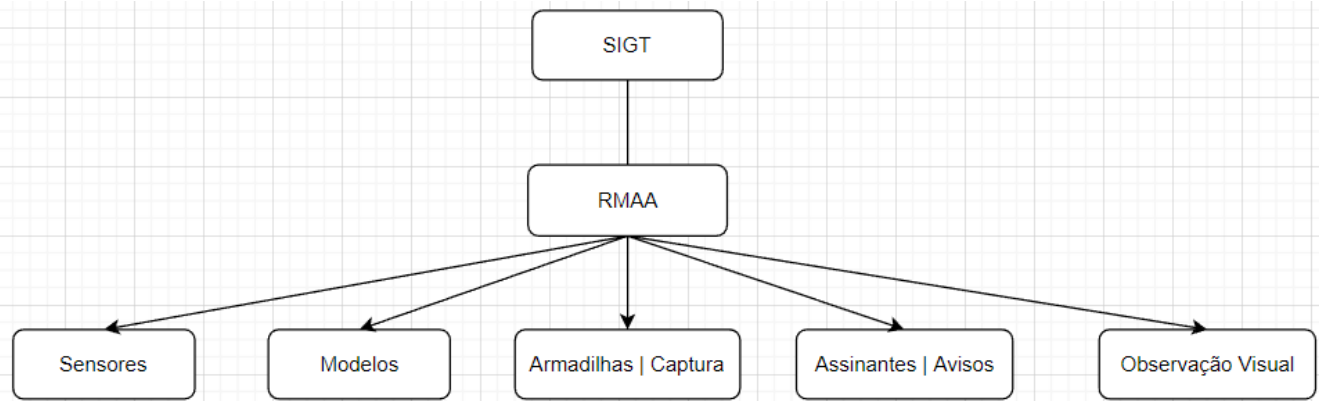 SIGT
RMAA
Sensores
Modelos
Armadilhas | Captura
Assinantes | Avisos
Observação Visual